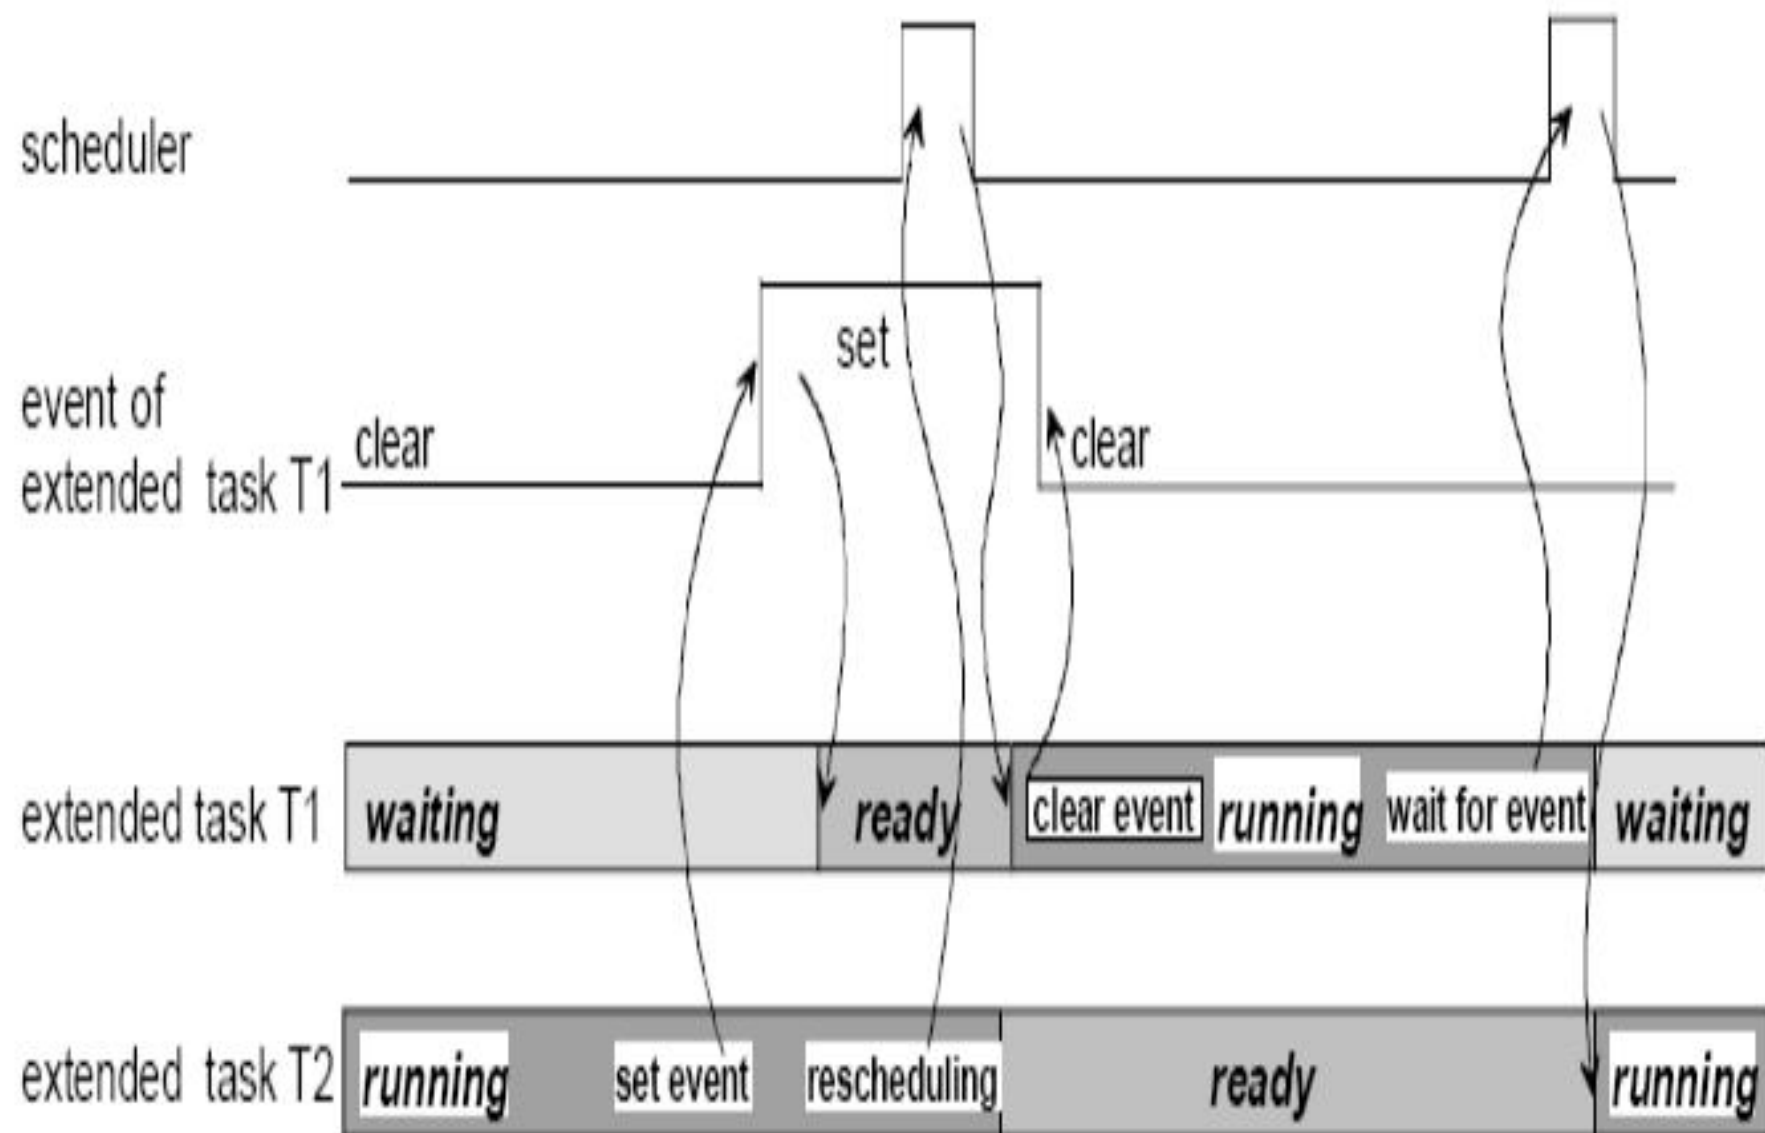 scheduler
set
event of
extended task T1
clear
clear
extended task T1
waiting
ready
clear event
running
wait for event
waiting
extended task T2
running
set event
rescheduling
ready
running